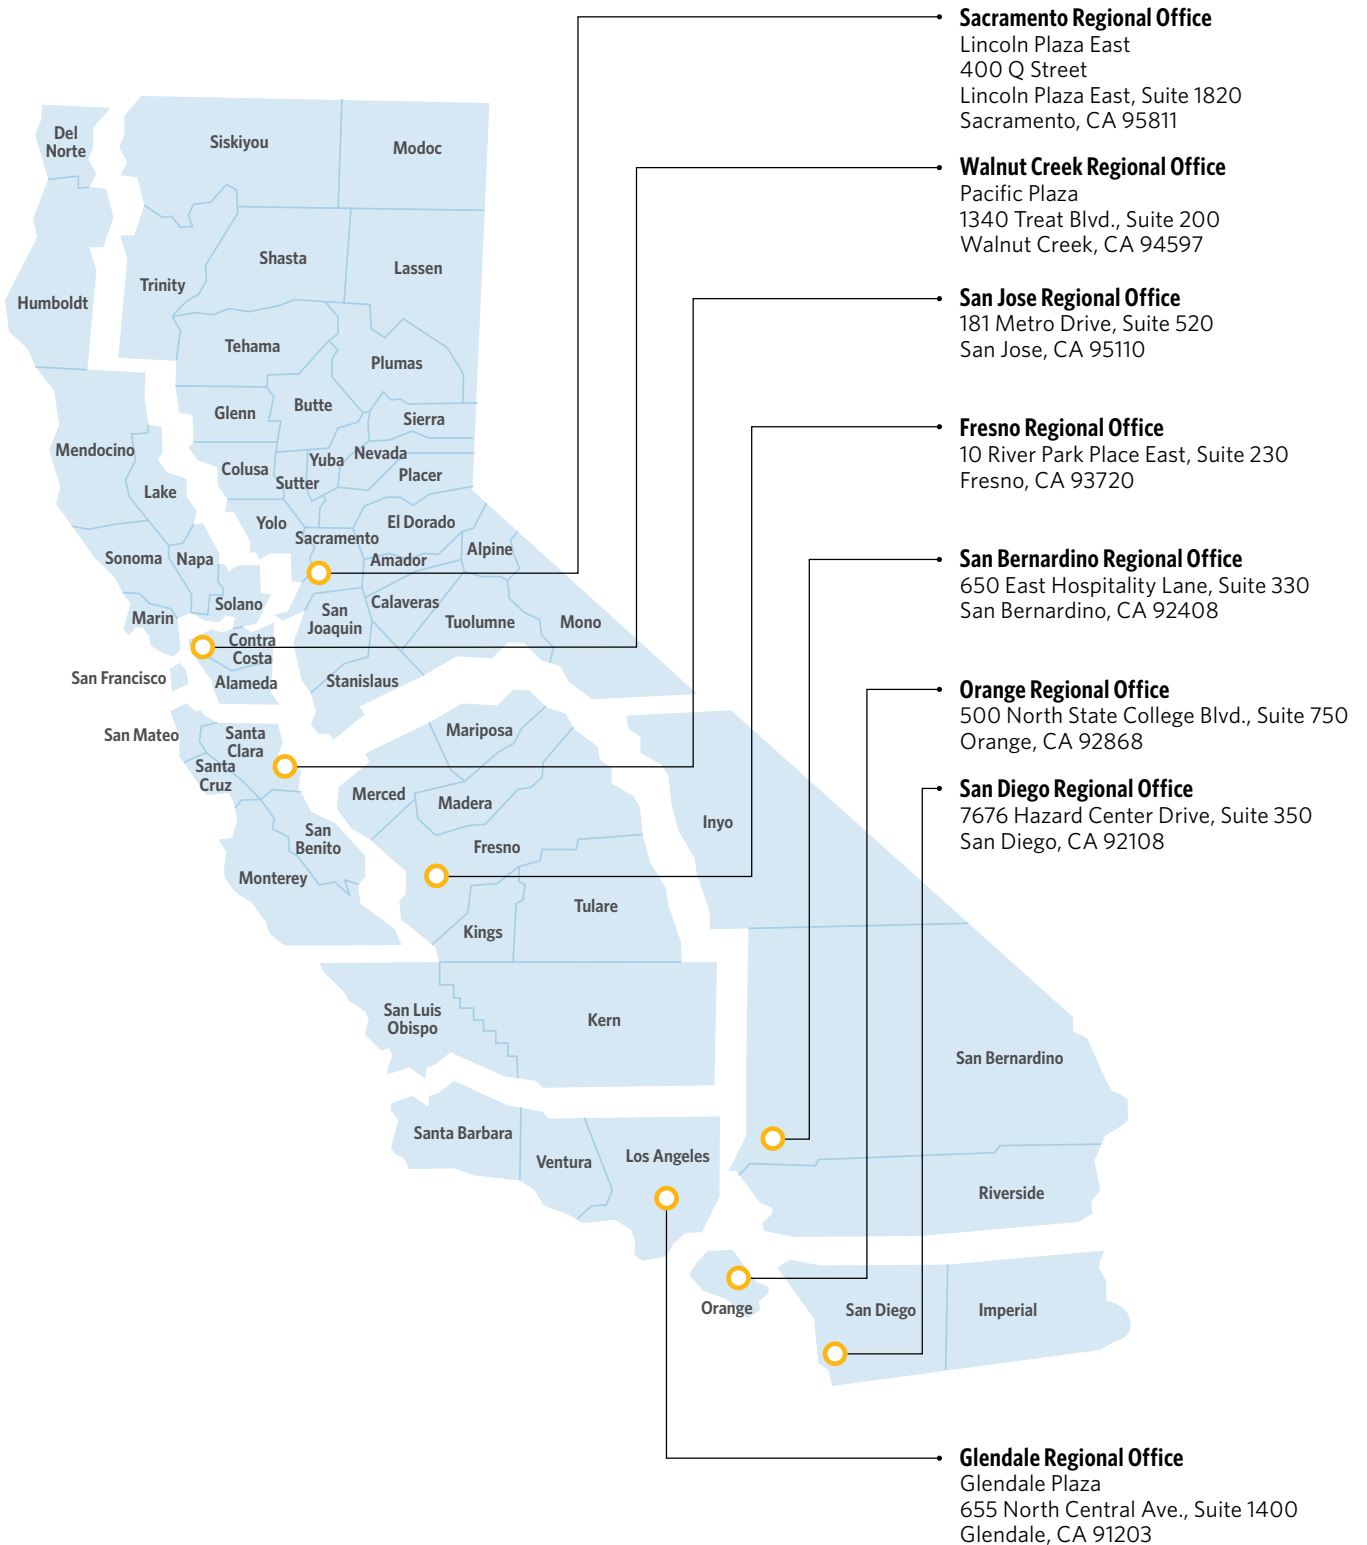 Sacramento Regional Office
Lincoln Plaza East
400 Q Street
Lincoln Plaza East, Suite 1820
Sacramento, CA 95811
Walnut Creek Regional Office
Pacific Plaza
1340 Treat Blvd., Suite 200
Walnut Creek, CA 94597
San Jose Regional Office
181 Metro Drive, Suite 520
San Jose, CA 95110
Fresno Regional Office
10 River Park Place East, Suite 230
Fresno, CA 93720
San Bernardino Regional Office
650 East Hospitality Lane, Suite 330
San Bernardino, CA 92408
Orange Regional Office
500 North State College Blvd., Suite 750
Orange, CA 92868
San Diego Regional Office
7676 Hazard Center Drive, Suite 350
San Diego, CA 92108
Glendale Regional Office
Glendale Plaza
655 North Central Ave., Suite 1400
Glendale, CA 91203
Del
Norte
Siskiyou
Modoc
Humboldt
Trinity
Shasta
Lassen
Tehama
Plumas
Glenn
Butte
Sierra
Mendocino
Colusa
Sutter
Yuba
Nevada
Placer
Lake
Yolo
Sacramento
El Dorado
Sonoma
Napa
Amador
Alpine
Marin
Solano
San
Joaquin
Calaveras
Tuolumne
Mono
Contra
Costa
San Francisco
Alameda
Stanislaus
San Mateo
Santa
Clara
Santa
Cruz
Mariposa
Merced
Madera
Inyo
San
Benito
Fresno
Monterey
Kings
Tulare
San Luis
Obispo
Kern
San Bernardino
Santa Barbara
Ventura
Los Angeles
Riverside
Orange
San Diego
Imperial